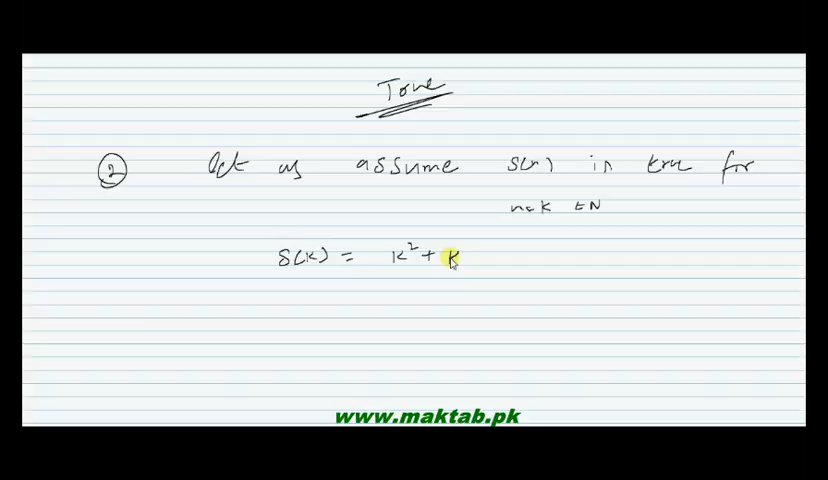 True
② let us assume S(n) is true for
n=k ∈N
S(K) = K² + K
www.maktab.pk